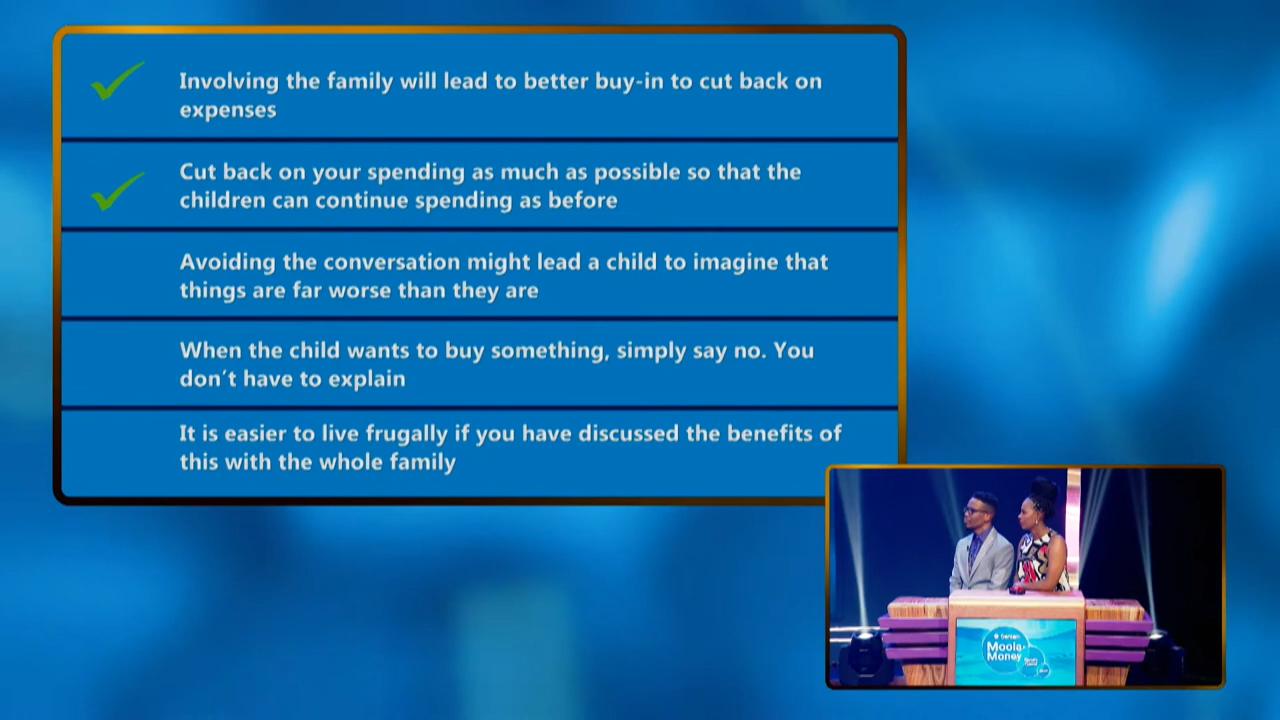 Involving the family will lead to better buy-in to cut back on
expenses
Cut back on your spending as much as possible so that the
children can continue spending as before
Avoiding the conversation might lead a child to imagine that
things are far worse than they are
When the child wants to buy something, simply say no. You
don't have to explain
It is easier to live frugally if you have discussed the benefits of
this with the whole family
Moola
Money